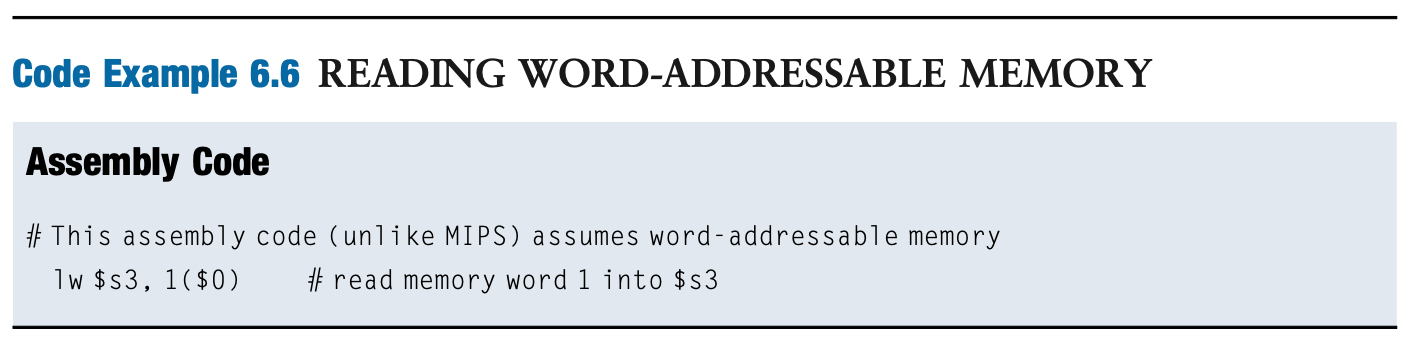 Code Example 6.6 READING WORD-ADDRESSABLE MEMORY
Assembly Code
# This assembly code (unlike MIPS) assumes word-addressable memory
lw $s3, 1($0) # read memory word 1 into $s3